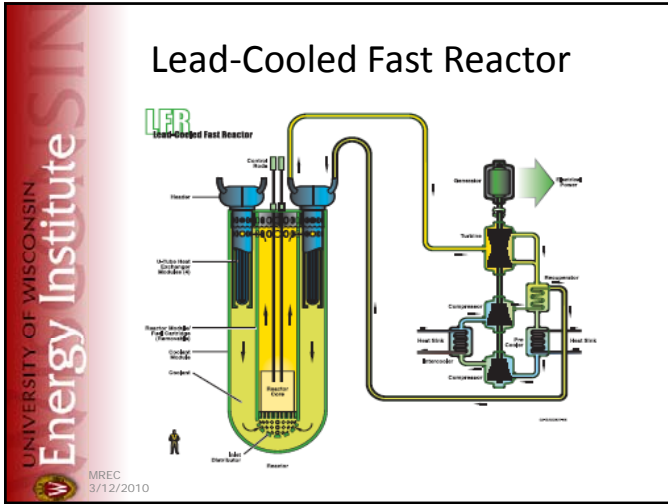 Lead-Cooled Fast Reactor
LFR
Lead-Cooled Fast Reactor
Control
Rods
Generator
Electrical
Power
Header
Turbine
U-Tube Heat
Exchanger
Modules (4)
Recuperator
Compressor
Reactor Module/
Fuel Cartridge
(Removable)
Heat Sink
Pre
Cooler
Heat Sink
Intercooler
Coolant
Module
Compressor
Coolant
Reactor
Core
Inlet
Distributor
Reactor
UNIVERSITY OF WISCONSIN
Energy Institute
W
MREC
3/12/2010